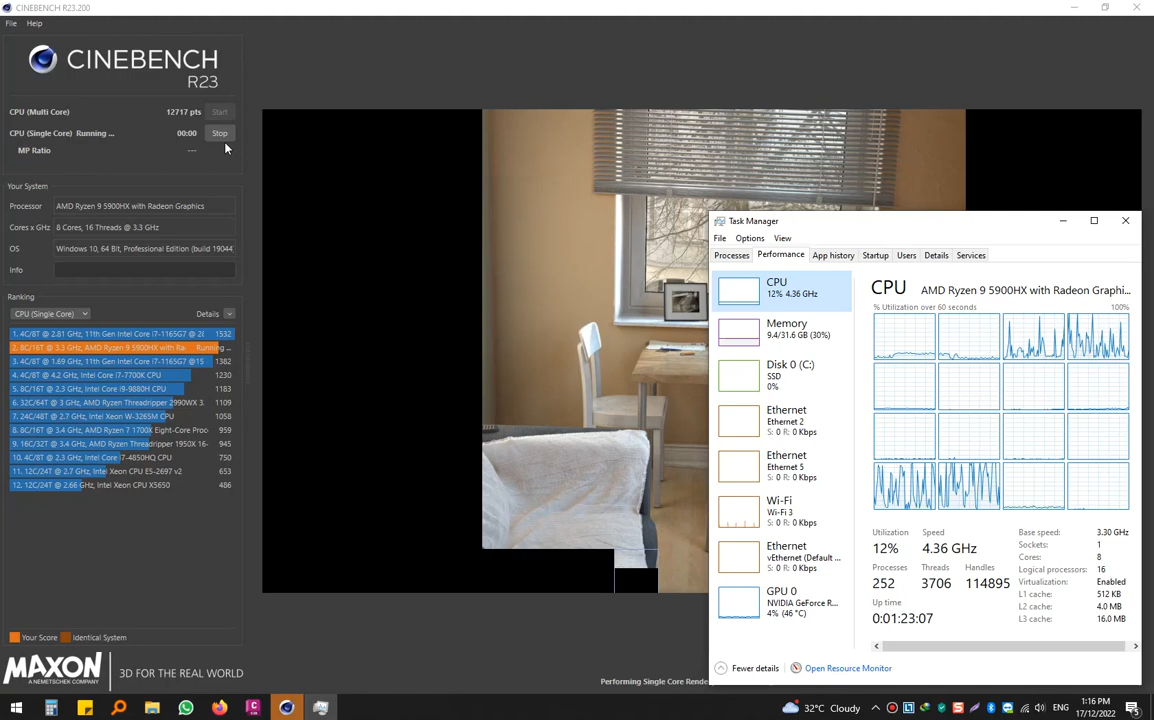 CINEBENCH R23.200
File Help
CINEBENCH
R23
CPU (Multi Core) 12717 pts Start
CPU (Single Core) Running ... 00:00 Stop
MP Ratio ---
Your System
Processor AMD Ryzen 9 5900HX with Radeon Graphics
Cores x GHz 8 Cores, 16 Threads @ 3.3 GHz
OS Windows 10, 64 Bit, Professional Edition (build 19044
Info
Ranking
CPU (Single Core) Details
1. 4C/8T @ 2.81 GHz, 11th Gen Intel Core i7-1165G7 @ 28 1532
2. 8C/16T @ 3.3 GHz, AMD Ryzen 9 5900HX with Ra Running ...
3. 4C/8T @ 1.69 GHz, 11th Gen Intel Core i7-1165G7 @15 1382
4. 4C/8T @ 4.2 GHz, Intel Core i7-7700K CPU 1230
5. 8C/16T @ 2.3 GHz, Intel Core i9-9880H CPU 1183
6. 32C/64T @ 3 GHz, AMD Ryzen Threadripper 2990WX 3. 1109
7. 24C/48T @ 2.7 GHz, Intel Xeon W-3265M CPU 1058
8. 8C/16T @ 3.4 GHz, AMD Ryzen 7 1700X Eight-Core Proc 959
9. 16C/32T @ 3.4 GHz, AMD Ryzen Threadripper 1950X 16- 945
10. 4C/8T @ 2.3 GHz, Intel Core i7-4850HQ CPU 750
11. 12C/24T @ 2.7 GHz, Intel Xeon CPU E5-2697 v2 653
12. 12C/24T @ 2.66 GHz, Intel Xeon CPU X5650 486
Your Score Identical System
MAXON
A NEMETSCHEK COMPANY
3D FOR THE REAL WORLD
Performing Single Core Rende
Task Manager
File Options View
Processes Performance App history Startup Users Details Services
CPU
12% 4.36 GHz
Memory
9.4/31.6 GB (30%)
Disk 0 (C:)
SSD
0%
Ethernet
Ethernet 2
S: 0 R: 0 Kbps
Ethernet
Ethernet 5
S: 0 R: 0 Kbps
Wi-Fi
Wi-Fi 3
S: 0 R: 0 Kbps
Ethernet
vEthernet (Default ...
S: 0 R: 0 Kbps
GPU 0
NVIDIA GeForce R...
4% (46 °C)
CPU AMD Ryzen 9 5900HX with Radeon Graphi...
% Utilization over 60 seconds 100%
Utilization Speed
12% 4.36 GHz
Processes Threads Handles
252 3706 114895
Up time
0:01:23:07
Base speed: 3.30 GHz
Sockets: 1
Cores: 8
Logical processors: 16
Virtualization: Enabled
L1 cache: 512 KB
L2 cache: 4.0 MB
L3 cache: 16.0 MB
Fewer details Open Resource Monitor
32°C Cloudy ENG
1:16 PM
17/12/2022
5